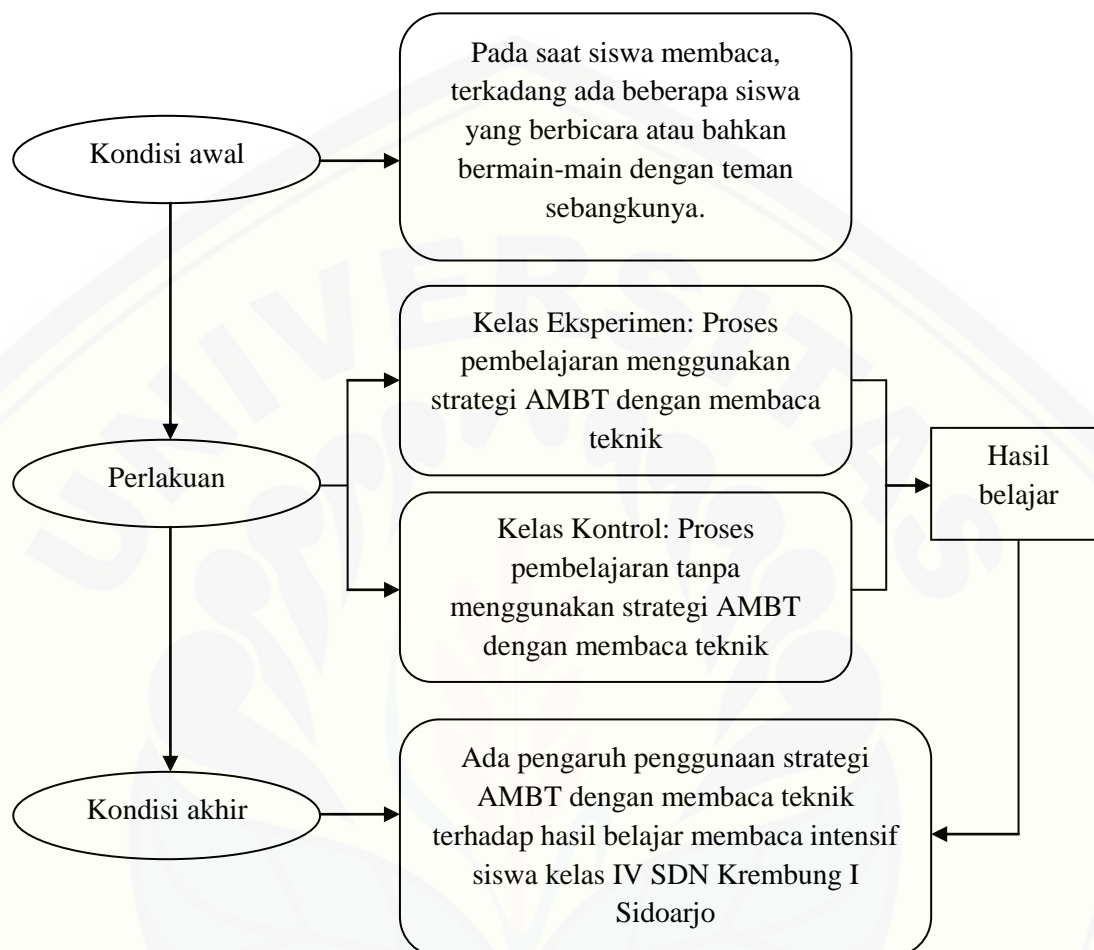 Pada saat siswa membaca,
terkadang ada beberapa siswa
yang berbicara atau bahkan
bermain-main dengan teman
sebangkunya.
Kondisi awal
Kelas Eksperimen: Proses
pembelajaran menggunakan
strategi AMBT dengan membaca
teknik
Perlakuan
Kelas Kontrol: Proses
pembelajaran tanpa
menggunakan strategi AMBT
dengan membaca teknik
Hasil
belajar
Kondisi akhir
Ada pengaruh penggunaan strategi
AMBT dengan membaca teknik
terhadap hasil belajar membaca intensif
siswa kelas IV SDN Krembung I
Sidoarjo
UNIVERSITAS